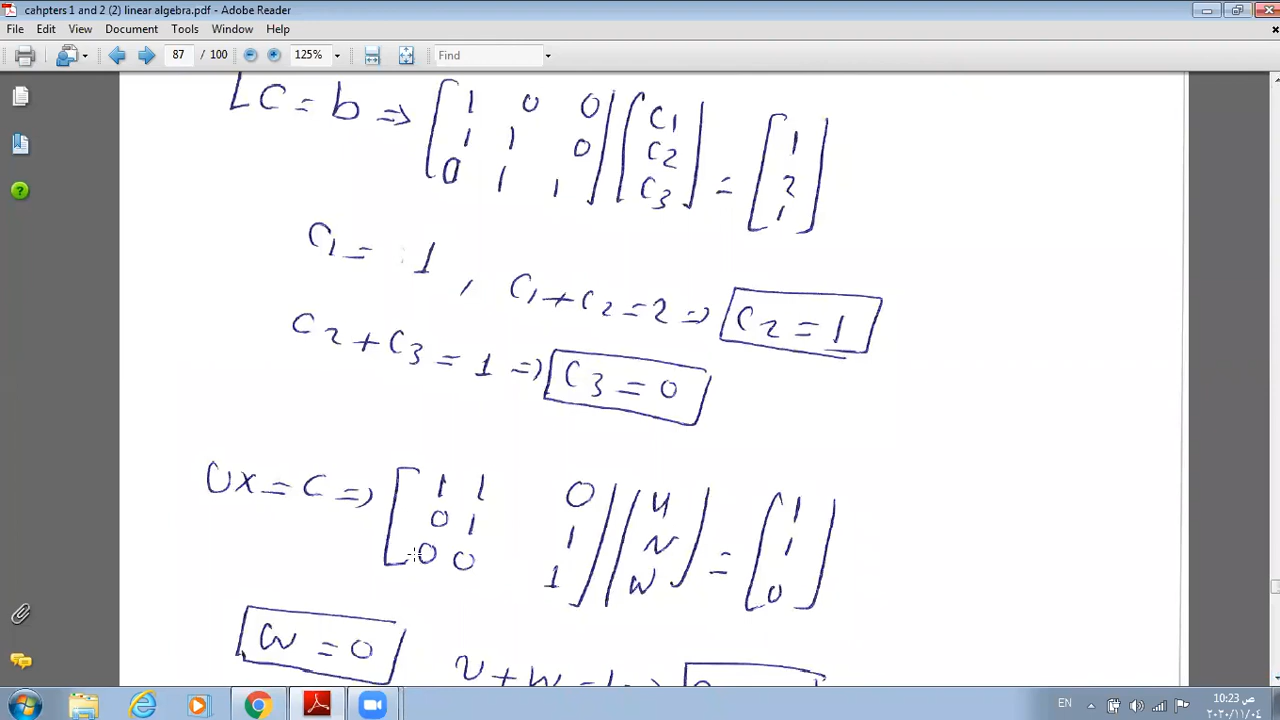 cahpters 1 and 2 (2) linear algebra.pdf - Adobe Reader
File Edit View Document Tools Window Help
87 / 100 125% Find
LC = b => [1 0 0 [C1 [1
1 1 0 C2 = 2
0 1 1] C3] 1]
C1 = 1 , C1 + C2 = 2 => C2 = 1
C2 + C3 = 1 => C3 = 0
UX = C => [1 1 0 [u [1
0 1 1 v = 1
0 0 1] w] 0]
w = 0
EN
10:23 ص
٢٠٢٠/١١/٠٤